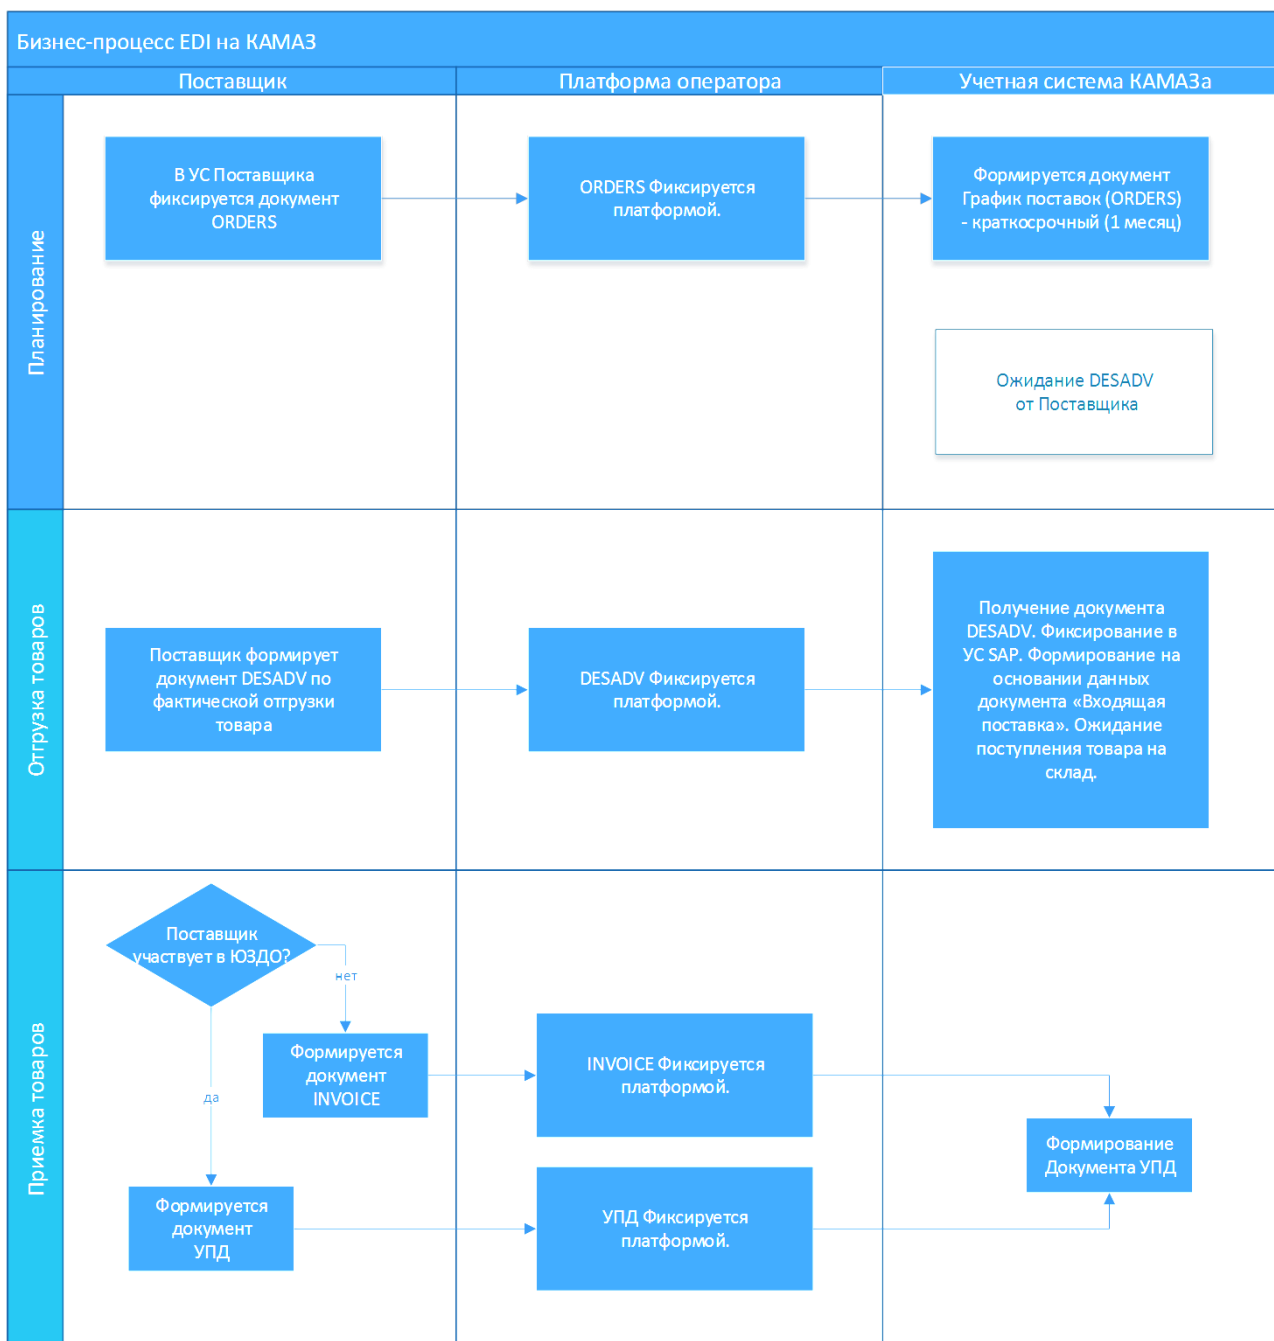 Бизнес-процесс EDI на КАМАЗ
Поставщик
Платформа оператора
Учетная система КАМАЗа
Планирование
В УС Поставщика
фиксируется документ
ORDERS
ORDERS Фиксируется
платформой.
Формируется документ
График поставок (ORDERS)
- краткосрочный (1 месяц)
Ожидание DESADV
от Поставщика
Отгрузка товаров
Поставщик формирует
документ DESADV по
фактической отгрузки
товара
DESADV Фиксируется
платформой.
Получение документа
DESADV. Фиксирование в
УС SAP. Формирование на
основании данных
документа «Входящая
поставка». Ожидание
поступления товара на
склад.
Приемка товаров
Поставщик
участвует в ЮЗДО?
нет
да
Формируется
документ
INVOICE
INVOICE Фиксируется
платформой.
Формирование
Документа УПД
Формируется
документ
УПД
УПД Фиксируется
платформой.